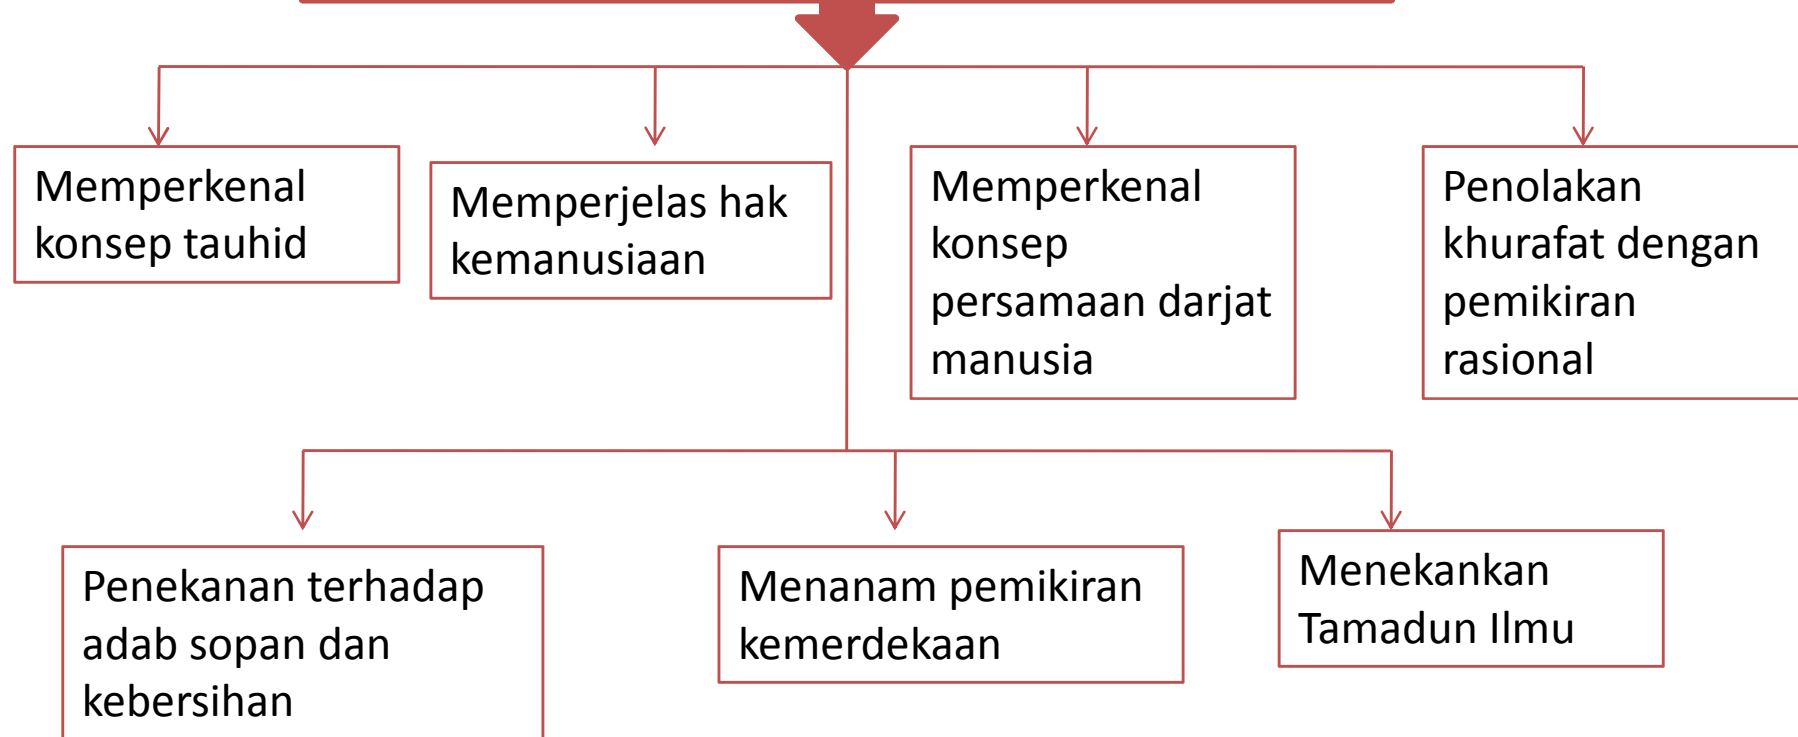 Memperkenal
konsep tauhid
Memperjelas hak
kemanusiaan
Memperkenal
konsep
persamaan darjat
manusia
Penolakan
khurafat dengan
pemikiran
rasional
Penekanan terhadap
adab sopan dan
kebersihan
Menanam pemikiran
kemerdekaan
Menekankan
Tamadun Ilmu